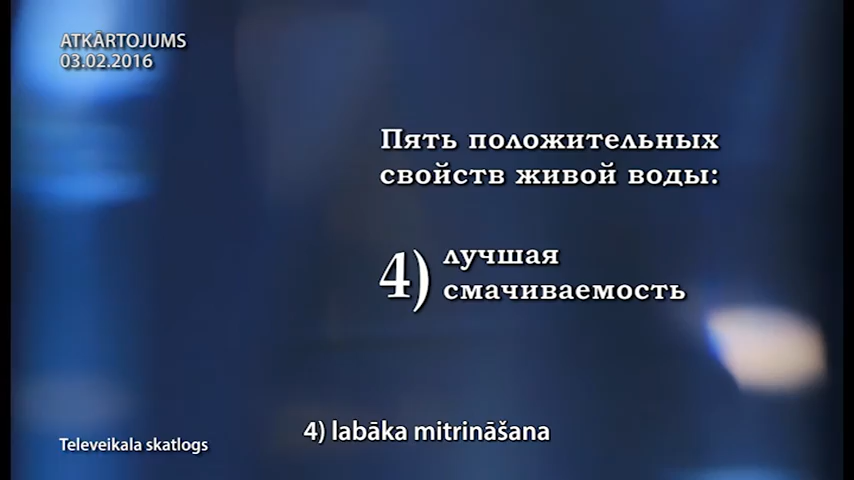 ATKĀRTOJUMS
03.02.2016
Пять положительных
свойств живой воды:
4) лучшая
смачиваемость
4) labāka mitrināšana
Televeikala skatlogs